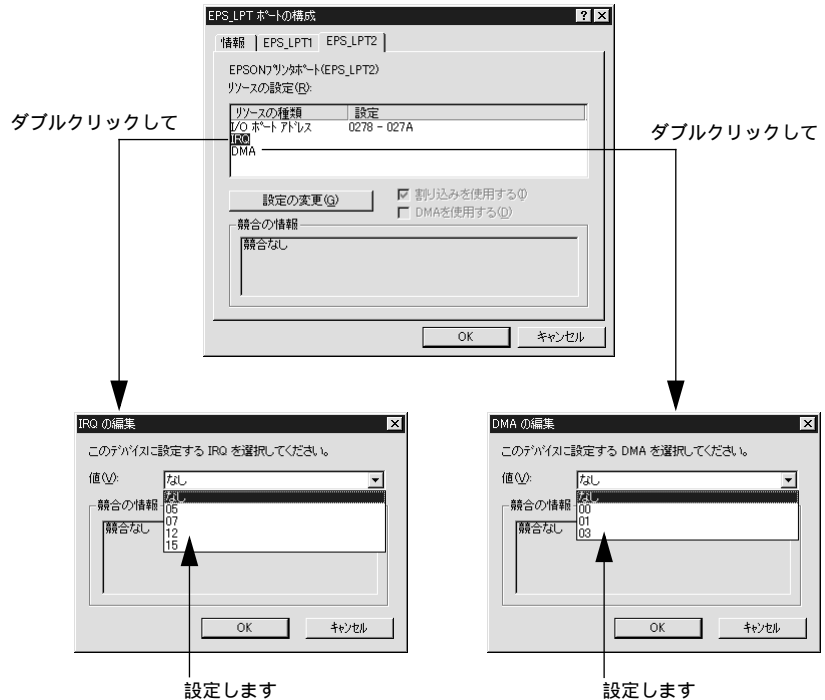 EPS_LPT ポートの構成
情報 EPS_LPT1 EPS_LPT2
EPSONプリンタポート(EPS_LPT2)
リソースの設定(R):
リソースの種類 設定
I/O ポート アドレス 0278 - 027A
IRQ
DMA
ダブルクリックして
ダブルクリックして
設定の変更(G)
割り込みを使用する(I)
DMAを使用する(D)
競合の情報
競合なし
OK キャンセル
IRQ の編集
このデバイスに設定する IRQ を選択してください。
値(V): なし
なし
05
07
12
15
競合の情報
競合なし
OK キャンセル
設定します
DMA の編集
このデバイスに設定する DMA を選択してください。
値(V): なし
なし
00
01
03
競合の情報
競合なし
OK キャンセル
設定します